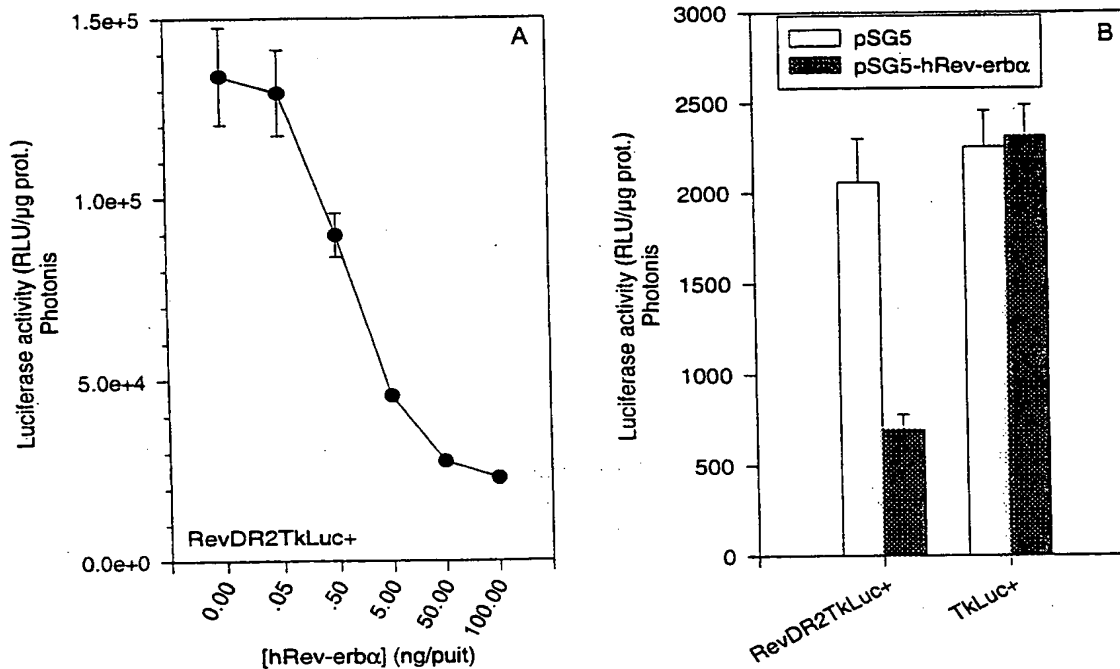 A
Luciferase activity (RLU/µg prot.)
Photonis
1.5e+5
1.0e+5
5.0e+4
0.0e+0
RevDR2TkLuc+
0.00
.05
.50
5.00
50.00
100.00
[hRev-erbα] (ng/puit)
B
pSG5
pSG5-hRev-erbα
Luciferase activity (RLU/µg prot.)
Photonis
3000
2500
2000
1500
1000
500
0
RevDR2TkLuc+
TkLuc+